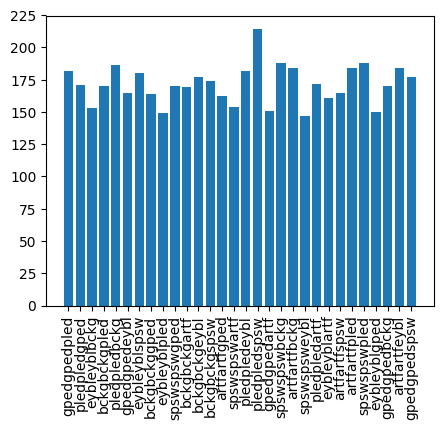 225
200
175
150
125
100
75
50
25
0
gpedgpedpled
pledpledgped
eybleyblbckg
bckgbckgpled
pledpledbckg
gpedgpedeybl
eybleyblspsw
bckgbckggped
eybleyblpled
spswspswgped
bckgbckgartf
bckgbckgeybl
bckgbckgspsw
artfartfgped
spswspswartf
pledpledeybl
pledpledspsw
gpedgpedartf
spswspswbckg
artfartfbckg
spswspsweybl
pledpledartf
eybleyblartf
artfartfspsw
artfartfpled
spswspswpled
eybleyblgped
gpedgpedbckg
artfartfeybl
gpedgpedspsw